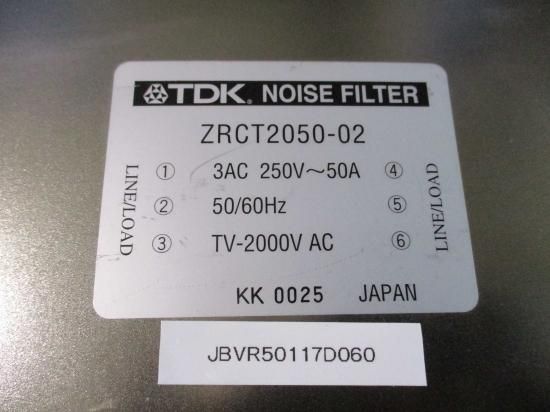 TDK NOISE FILTER
ZRCT2050-02
LINE/LOAD
① 3AC 250V～50A ④
② 50/60Hz ⑤
③ TV-2000V AC ⑥
LINE/LOAD
KK 0025 JAPAN
JBVR50117D060